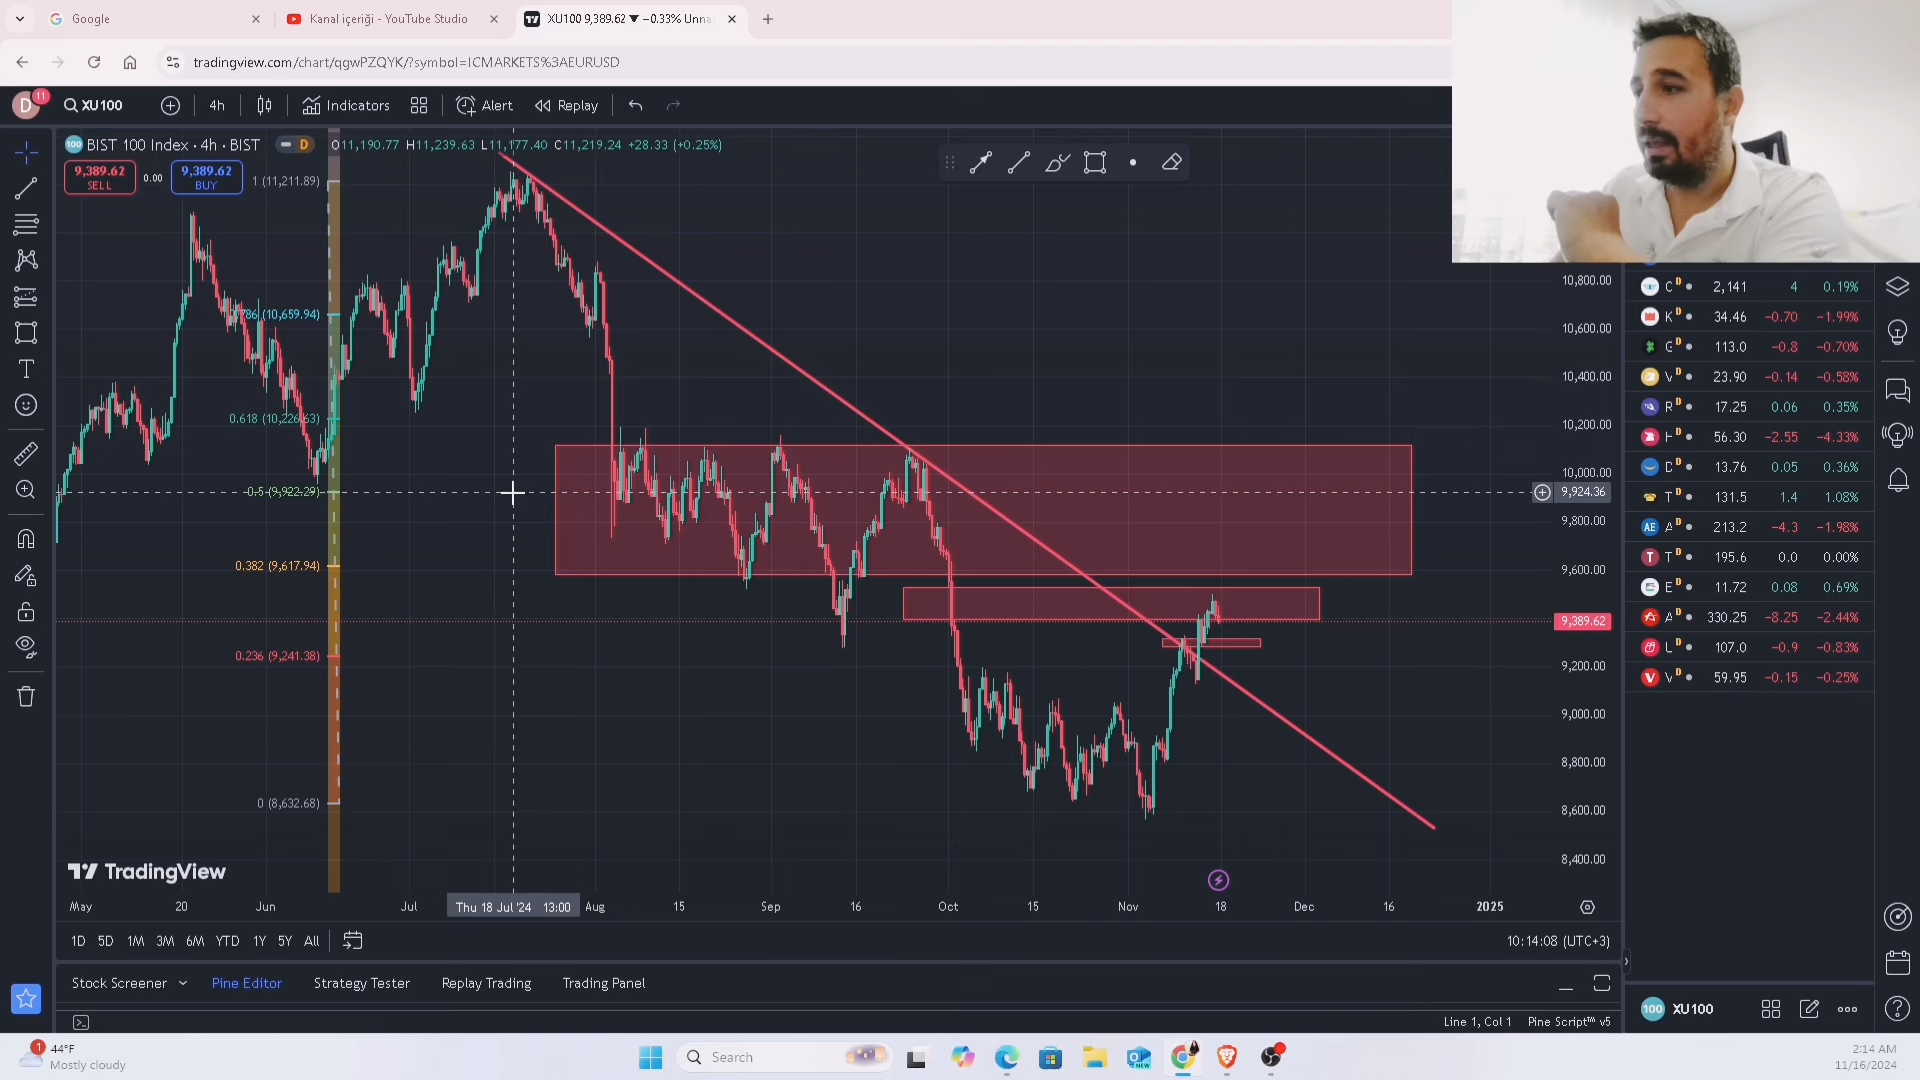 Google
Kanal içeriği - YouTube Studio
XU100 9,389.62 ▼ −0.33% Unna
tradingview.com/chart/qgwPZQYK/?symbol=ICMARKETS%3AEURUSD
D 11 XU100 4h Indicators Alert Replay
BIST 100 Index · 4h · BIST D O11,190.77 H11,239.63 L11,177.40 C11,219.24 +28.33 (+0.25%)
9,389.62 SELL 0.00 9,389.62 BUY
1 (11,211.89)
(10,659.94)
0.618 (10,226.63)
0.5 (9,922.29)
0.382 (9,617.94)
0.236 (9,241.38)
0 (8,632.68)
10,800.00
10,600.00
10,400.00
10,200.00
10,000.00
9,924.36
9,800.00
9,600.00
9,389.62
9,200.00
9,000.00
8,800.00
8,600.00
8,400.00
TradingView
May 20 Jun Jul Thu 18 Jul '24 13:00 Aug 15 Sep 16 Oct 15 Nov 18 Dec 16 2025
1D 5D 1M 3M 6M YTD 1Y 5Y All 10:14:08 (UTC+3)
Stock Screener Pine Editor Strategy Tester Replay Trading Trading Panel
Line 1, Col 1 Pine Script™ v5
C D 2,141 4 0.19%
K D 34.46 −0.70 −1.99%
D 113.0 −0.8 −0.70%
V D 23.90 −0.14 −0.58%
R D 17.25 0.06 0.35%
D 56.30 −2.55 −4.33%
D D 13.76 0.05 0.36%
T D 131.5 1.4 1.08%
AE A D 213.2 −4.3 −1.98%
T T D 195.6 0.0 0.00%
E D 11.72 0.08 0.69%
A D 330.25 −8.25 −2.44%
L D 107.0 −0.9 −0.83%
V V D 59.95 −0.15 −0.25%
100 XU100
1 44°F
Mostly cloudy
Search
NEW
2:14 AM
11/16/2024